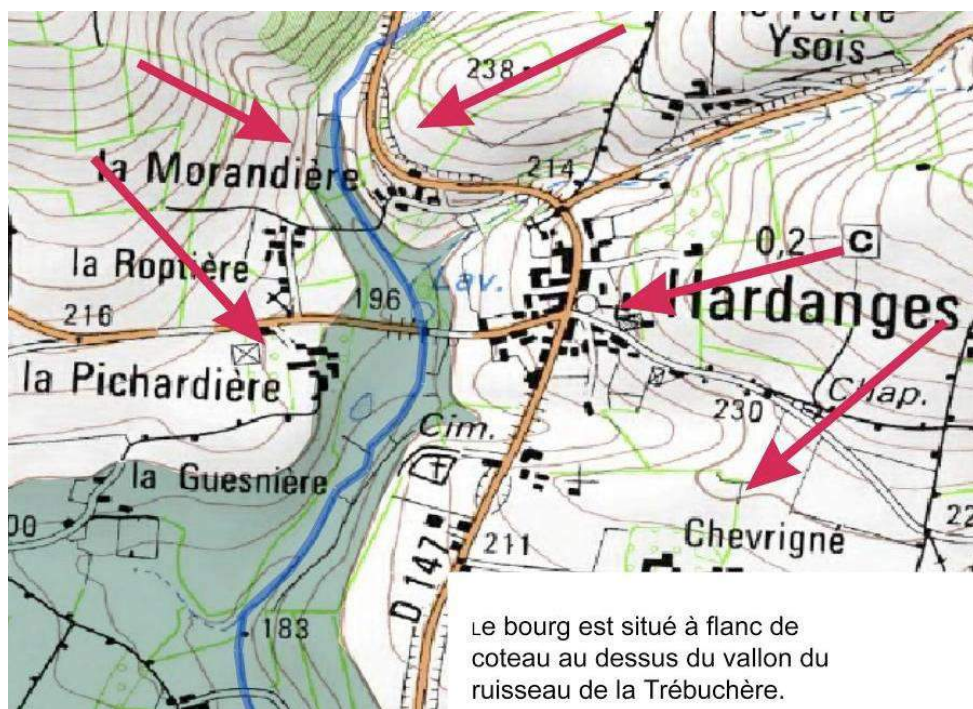 Ysois
238
la Morandière
214
0,2 C
la Roptière
Lav.
196
Hardanges
216
la Pichardière
Chap.
230
Cim.
la Guesnière
Chevrigné
211
D 147
183
Le bourg est situé à flanc de
coteau au dessus du vallon du
ruisseau de la Trébuchère.